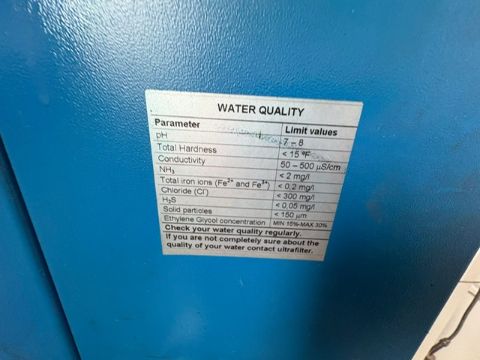 WATER QUALITY
Parameter Limit values
pH 7 – 8
Total Hardness < 15 °F
Conductivity 50 – 500 µS/cm
NH₃ < 2 mg/l
Total iron ions (Fe²⁺ and Fe³⁺) < 0,2 mg/l
Chloride (Cl⁻) < 300 mg/l
H₂S < 0,05 mg/l
Solid particles < 150 µm
Ethylene Glycol concentration MIN 15%-MAX 30%
Check your water quality regularly.
If you are not completely sure about the
quality of your water contact ultrafilter.